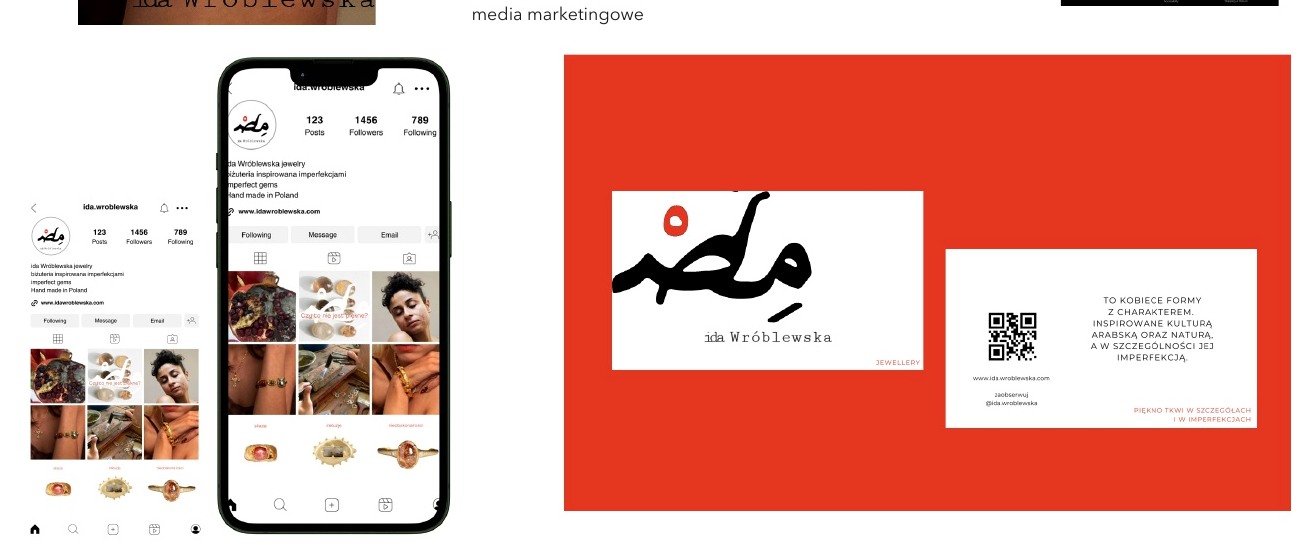 ida Wróblewska
media marketingowe
ida.wroblewska
123
1456
789
Posts
Followers
Following
ida Wróblewska jewelry
biżuteria inspirowana imperfekcjami
imperfect gems
Hand made in Poland
www.idawroblewska.com
Following
Message
Email
Czy to nie jest piękne?
ida.wroblewska
123
1456
789
Posts
Followers
Following
da Wróblewska jewelry
biżuteria inspirowana imperfekcjami
mperfect gems
Hand made in Poland
www.idawroblewska.com
Following
Message
Email
Czy to nie jest piękne?
ida Wróblewska
JEWELLERY
www.ida.wroblewska.com
zaobserwuj
@ida.wroblewska
TO KOBIECE FORMY
Z CHARAKTEREM.
INSPIROWANE KULTURĄ
ARABSKĄ ORAZ NATURĄ,
A W SZCZEGÓLNOŚCI JEJ
IMPERFEKCJĄ.
PIĘKNO TKWI W SZCZEGÓŁACH
I W IMPERFEKCJACH